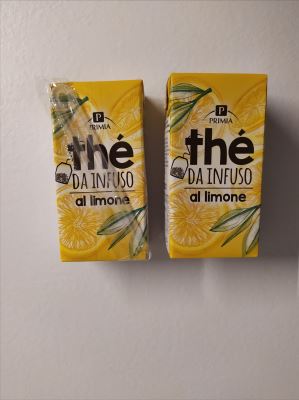 P
PRIMIA
thé
DA INFUSO
al limone
P
PRIMIA
thé
DA INFUSO
al limone